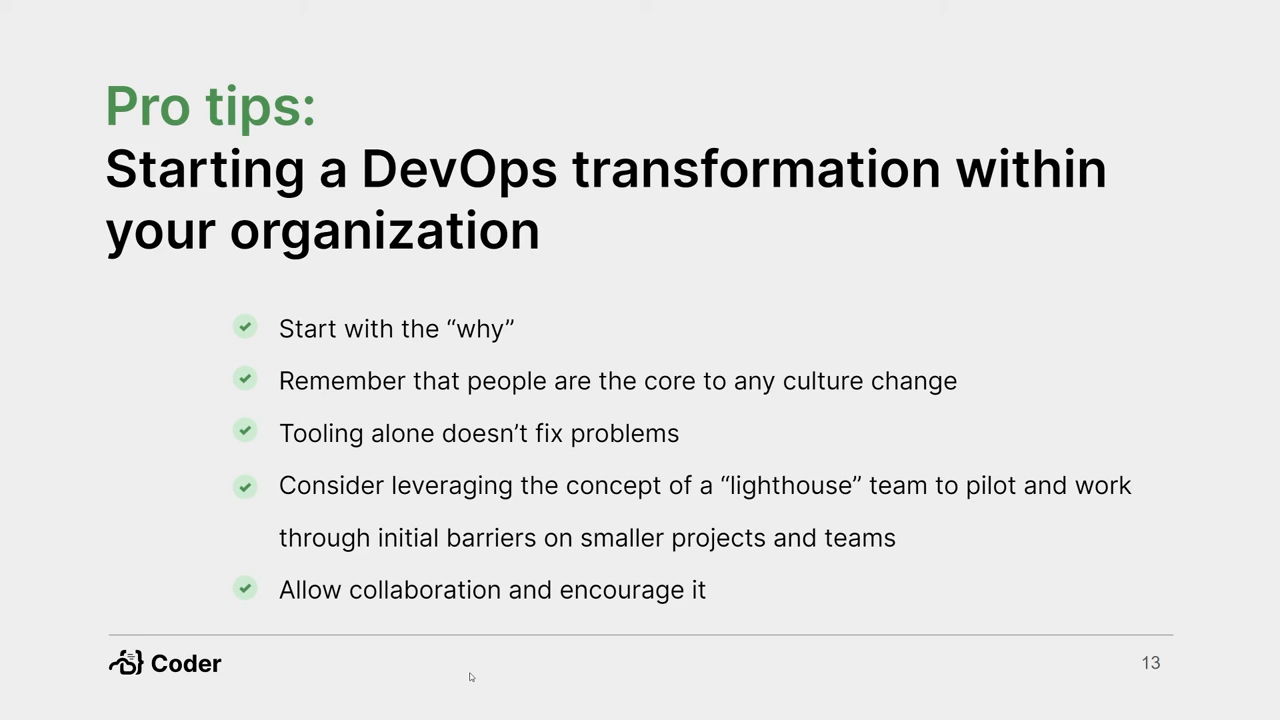 Pro tips:
Starting a DevOps transformation within
your organization
Start with the “why”
Remember that people are the core to any culture change
Tooling alone doesn’t fix problems
Consider leveraging the concept of a “lighthouse” team to pilot and work
through initial barriers on smaller projects and teams
Allow collaboration and encourage it
Coder
13